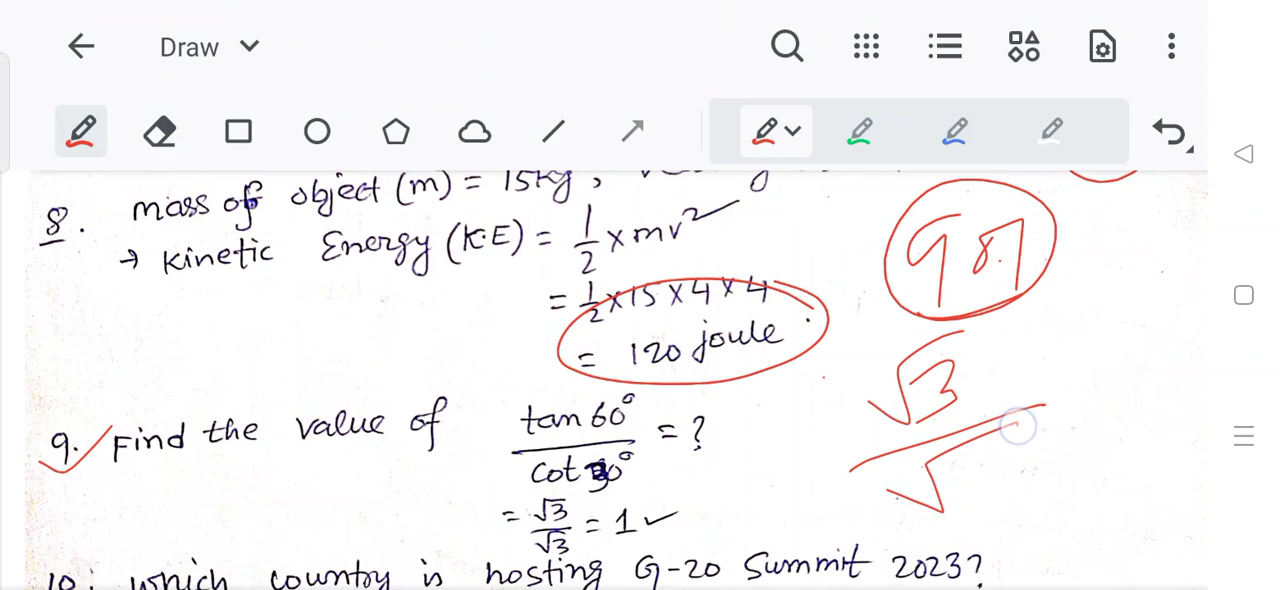 Draw
8. mass of object (m) = 15kg,
→ Kinetic Energy (K.E) = 1/2 × mv²
= 1/2 × 15 × 4 × 4
= 120 joule
98.7
√3
√
9. Find the value of tan 60° / cot 30° = ?
= √3/√3 = 1 ✓
10. which country is hosting G-20 Summit 2023?